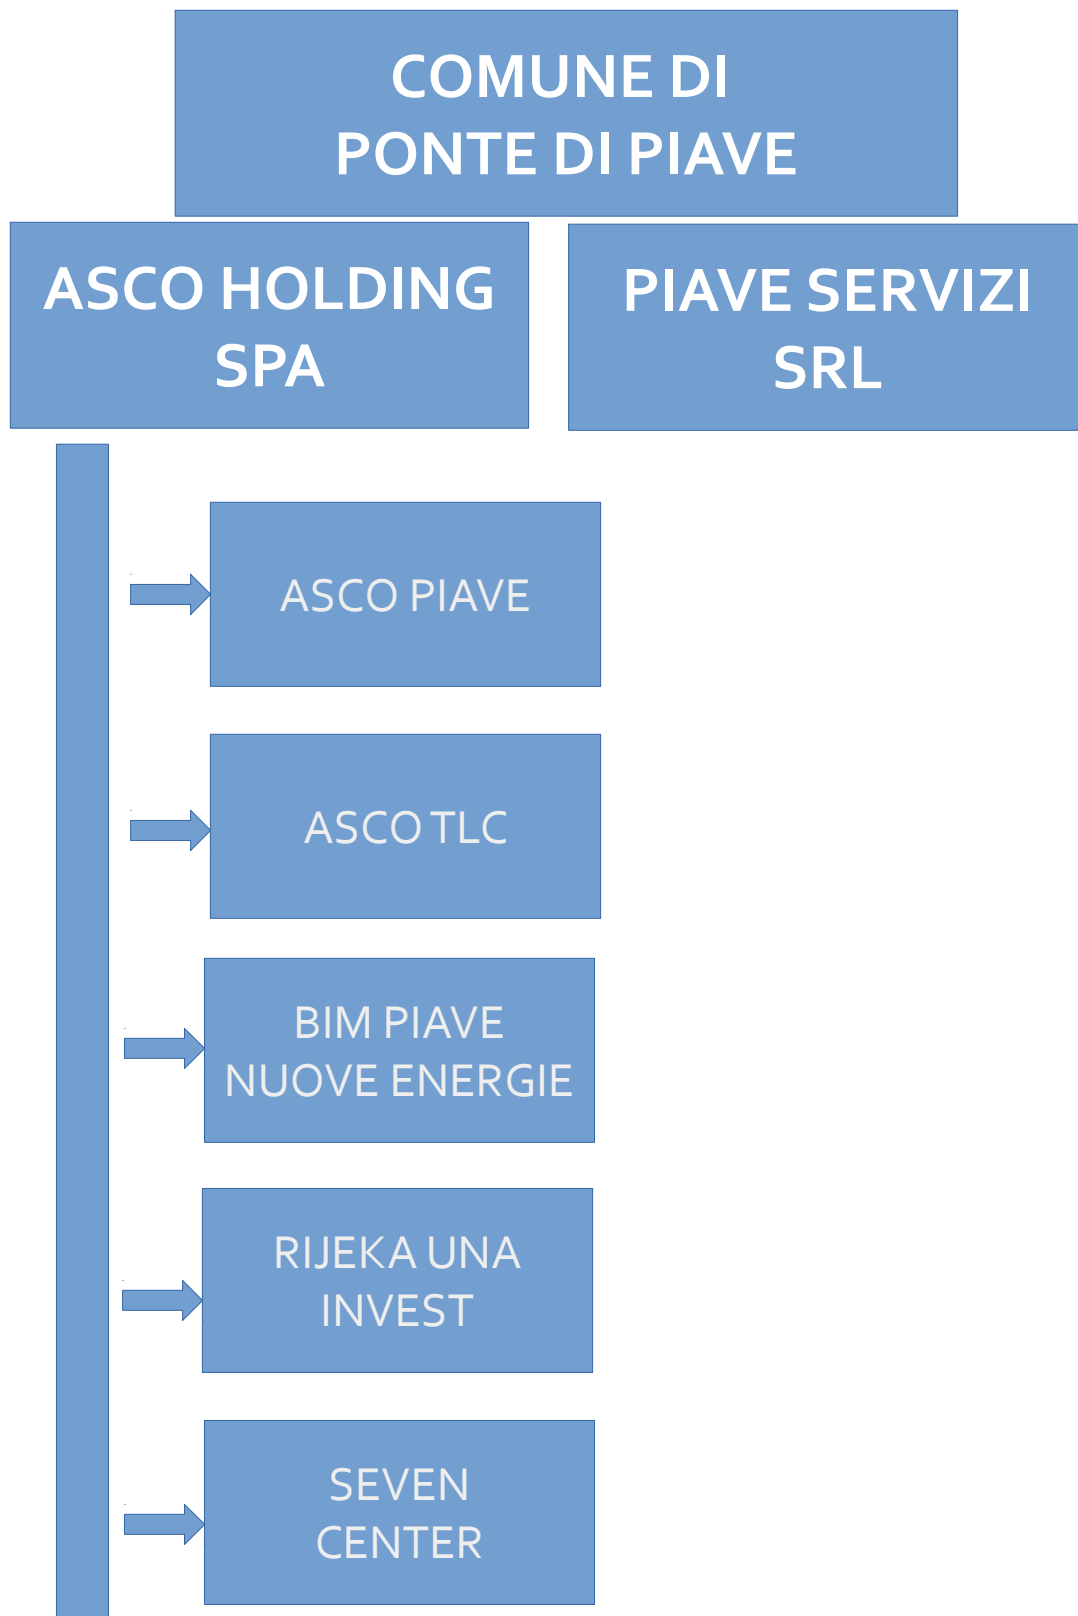 COMUNE DI
PONTE DI PIAVE
ASCO HOLDING
SPA
PIAVE SERVIZI
SRL
ASCO PIAVE
ASCO TLC
BIM PIAVE
NUOVE ENERGIE
RIJEKA UNA
INVEST
SEVEN
CENTER